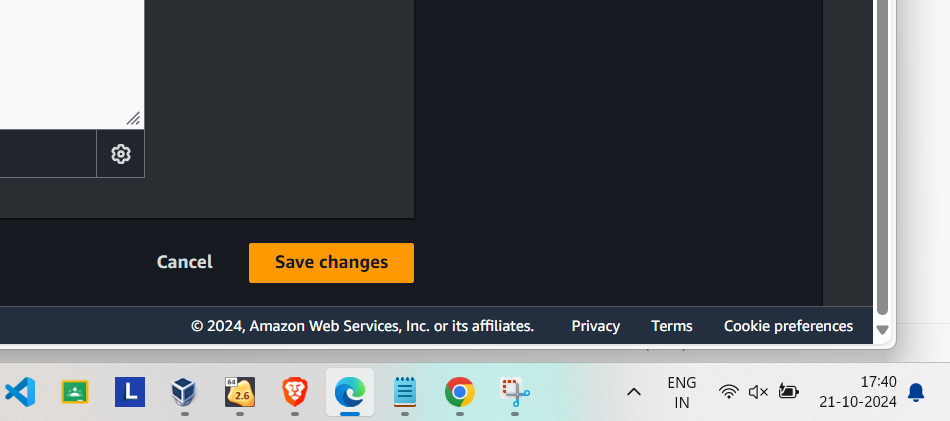 Cancel
Save changes
© 2024, Amazon Web Services, Inc. or its affiliates.
Privacy
Terms
Cookie preferences
L
64
2.6
ENG
IN
17:40
21-10-2024